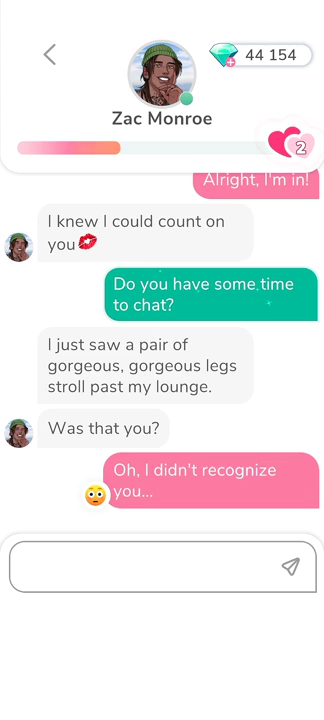 44 154
Zac Monroe
2
Alright, I'm in!
I knew I could count on
you💋
Do you have some time
to chat?
I just saw a pair of
gorgeous, gorgeous legs
stroll past my lounge.
Was that you?
Oh, I didn't recognize
you...